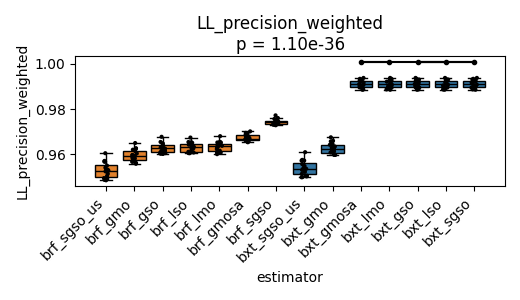 LL_precision_weighted
p = 1.10e-36
LL_precision_weighted
1.00
0.98
0.96
brf_sgso_us
brf_gmo
brf_gso
brf_lso
brf_lmo
brf_gmosa
brf_sgso
bxt_sgso_us
bxt_gmo
bxt_gmosa
bxt_lmo
bxt_gso
bxt_lso
bxt_sgso
estimator